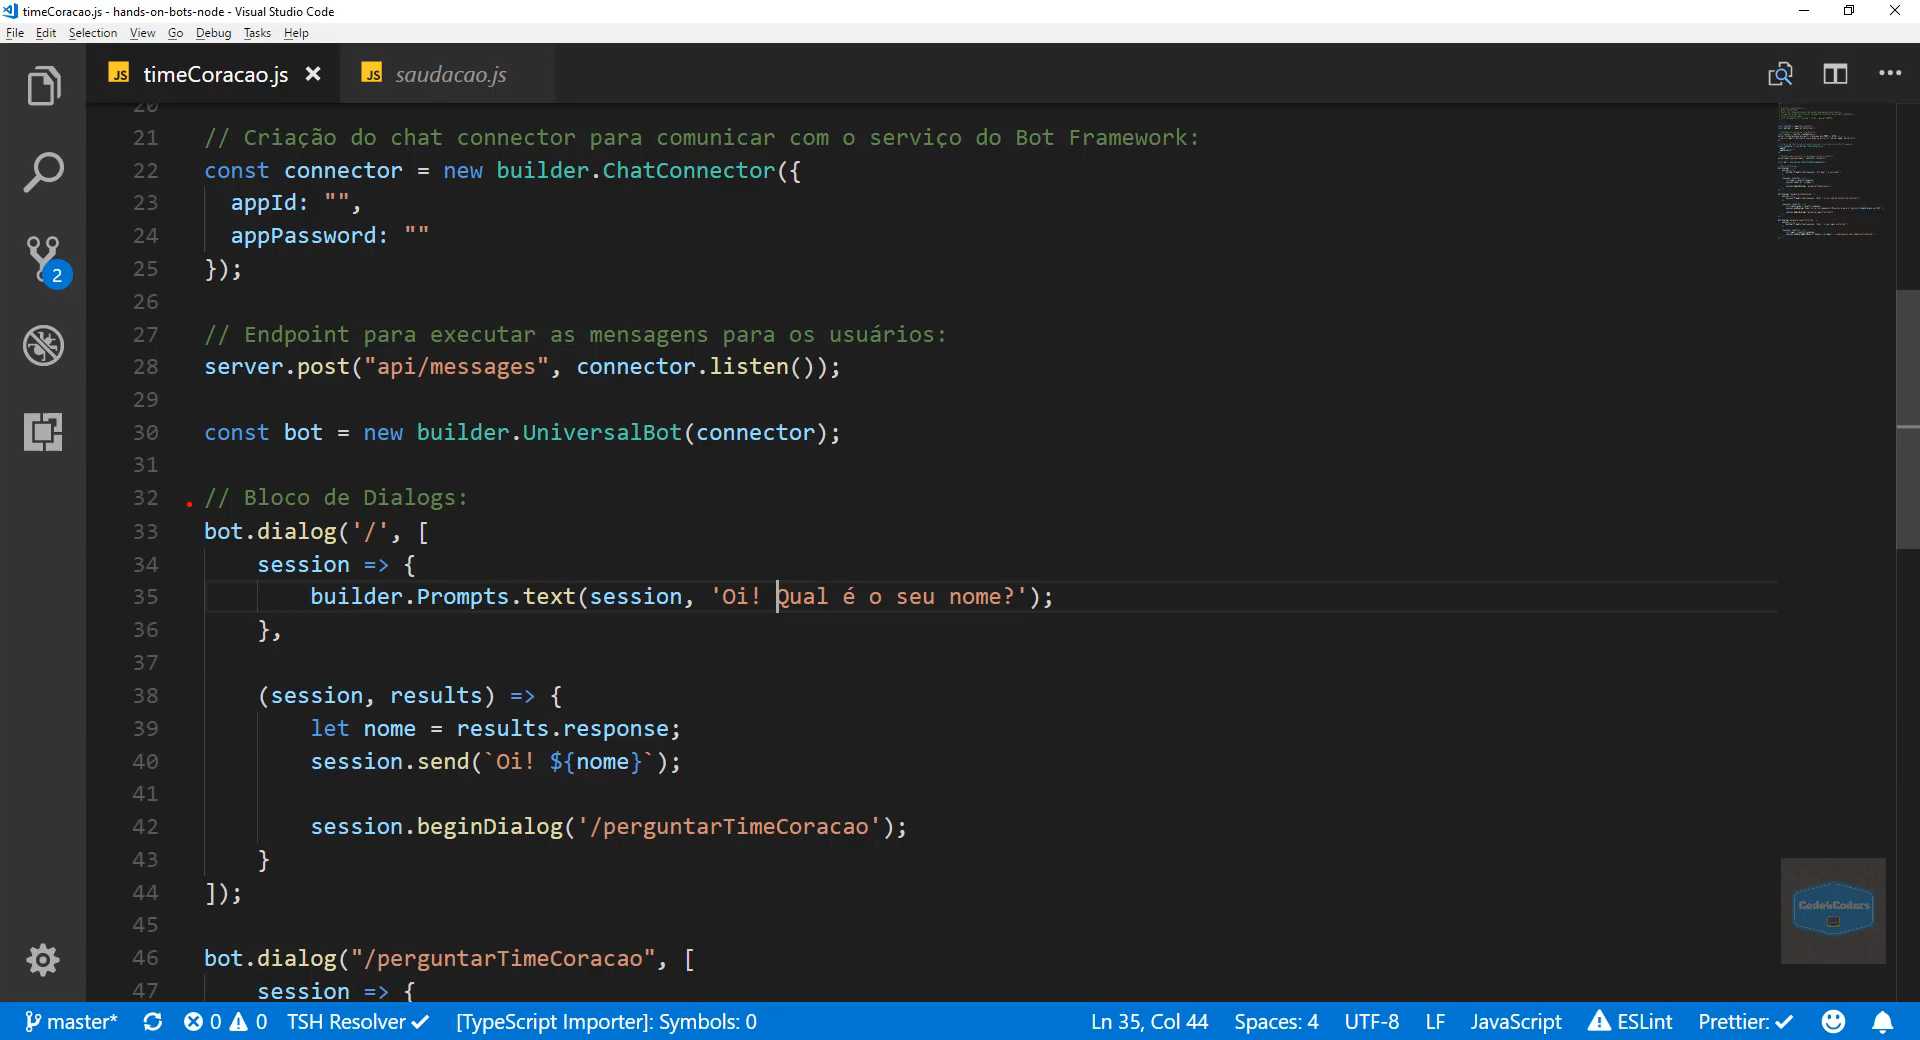 timeCoracao.js - hands-on-bots-node - Visual Studio Code
File Edit Selection View Go Debug Tasks Help
JS timeCoracao.js JS saudacao.js
20
21 // Criação do chat connector para comunicar com o serviço do Bot Framework:
22 const connector = new builder.ChatConnector({
23 appId: "",
24 appPassword: ""
25 });
26
27 // Endpoint para executar as mensagens para os usuários:
28 server.post("api/messages", connector.listen());
29
30 const bot = new builder.UniversalBot(connector);
31
32 // Bloco de Dialogs:
33 bot.dialog('/', [
34 session => {
35 builder.Prompts.text(session, 'Oi! Qual é o seu nome?');
36 },
37
38 (session, results) => {
39 let nome = results.response;
40 session.send(`Oi! ${nome}`);
41
42 session.beginDialog('/perguntarTimeCoracao');
43 }
44 ]);
45
46 bot.dialog("/perguntarTimeCoracao", [
47 session => {
2
Code4Coders
master* 0 0 TSH Resolver [TypeScript Importer]: Symbols: 0 Ln 35, Col 44 Spaces: 4 UTF-8 LF JavaScript ESLint Prettier: